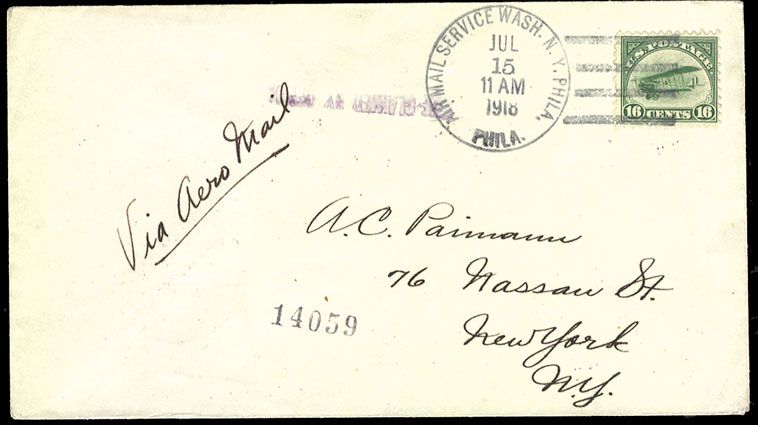 AIR MAIL SERVICE WASH. N.Y. PHILA.
JUL
15
11 AM
1918
PHILA.
U.S. POSTAGE
16 CENTS 16
Via Aero Mail
A.C. Paimann
76 Nassau St.
New York
N.Y.
14059